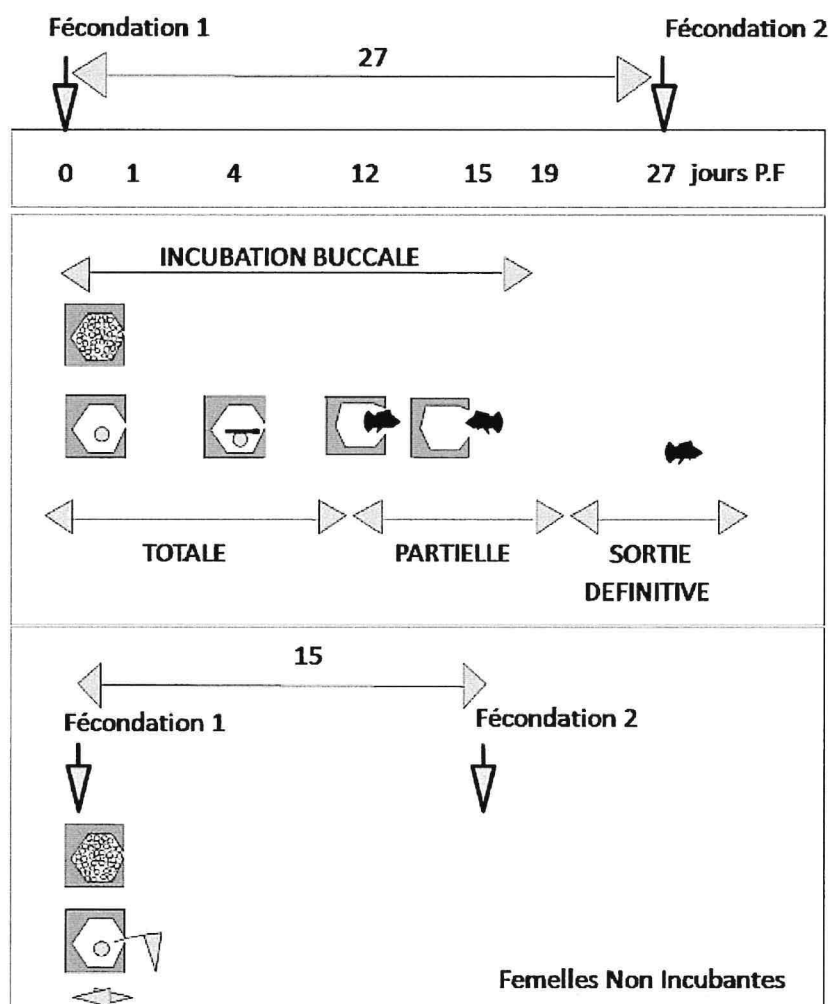 Fécondation 1
Fécondation 2
27
0 1 4 12 15 19 27 jours P.F
INCUBATION BUCCALE
TOTALE PARTIELLE SORTIE
DEFINITIVE
15
Fécondation 1
Fécondation 2
Femelles Non Incubantes